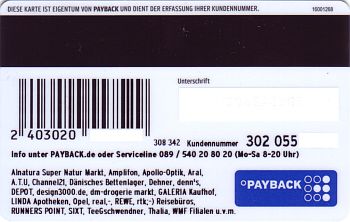 DIESE KARTE IST EIGENTUM VON PAYBACK UND DIENT DER ERFASSUNG IHRER KUNDENNUMMER. 16001268
Unterschrift
2 403020
308 342 Kundennummer 302 055
Info unter PAYBACK.de oder Serviceline 089 / 540 20 80 20 (Mo-Sa 8-20 Uhr)
Alnatura Super Natur Markt, Amplifon, Apollo-Optik, Aral,
A.T.U, Channel21, Dänisches Bettenlager, Dehner, denn's,
DEPOT, design3000.de, dm-drogerie markt, GALERIA Kaufhof,
LINDA Apotheken, Opel, real,-, REWE, rtk;-) Reisebüros,
RUNNERS POINT, SIXT, TeeGschwendner, Thalia, WMF Filialen u.v.m.
PAYBACK